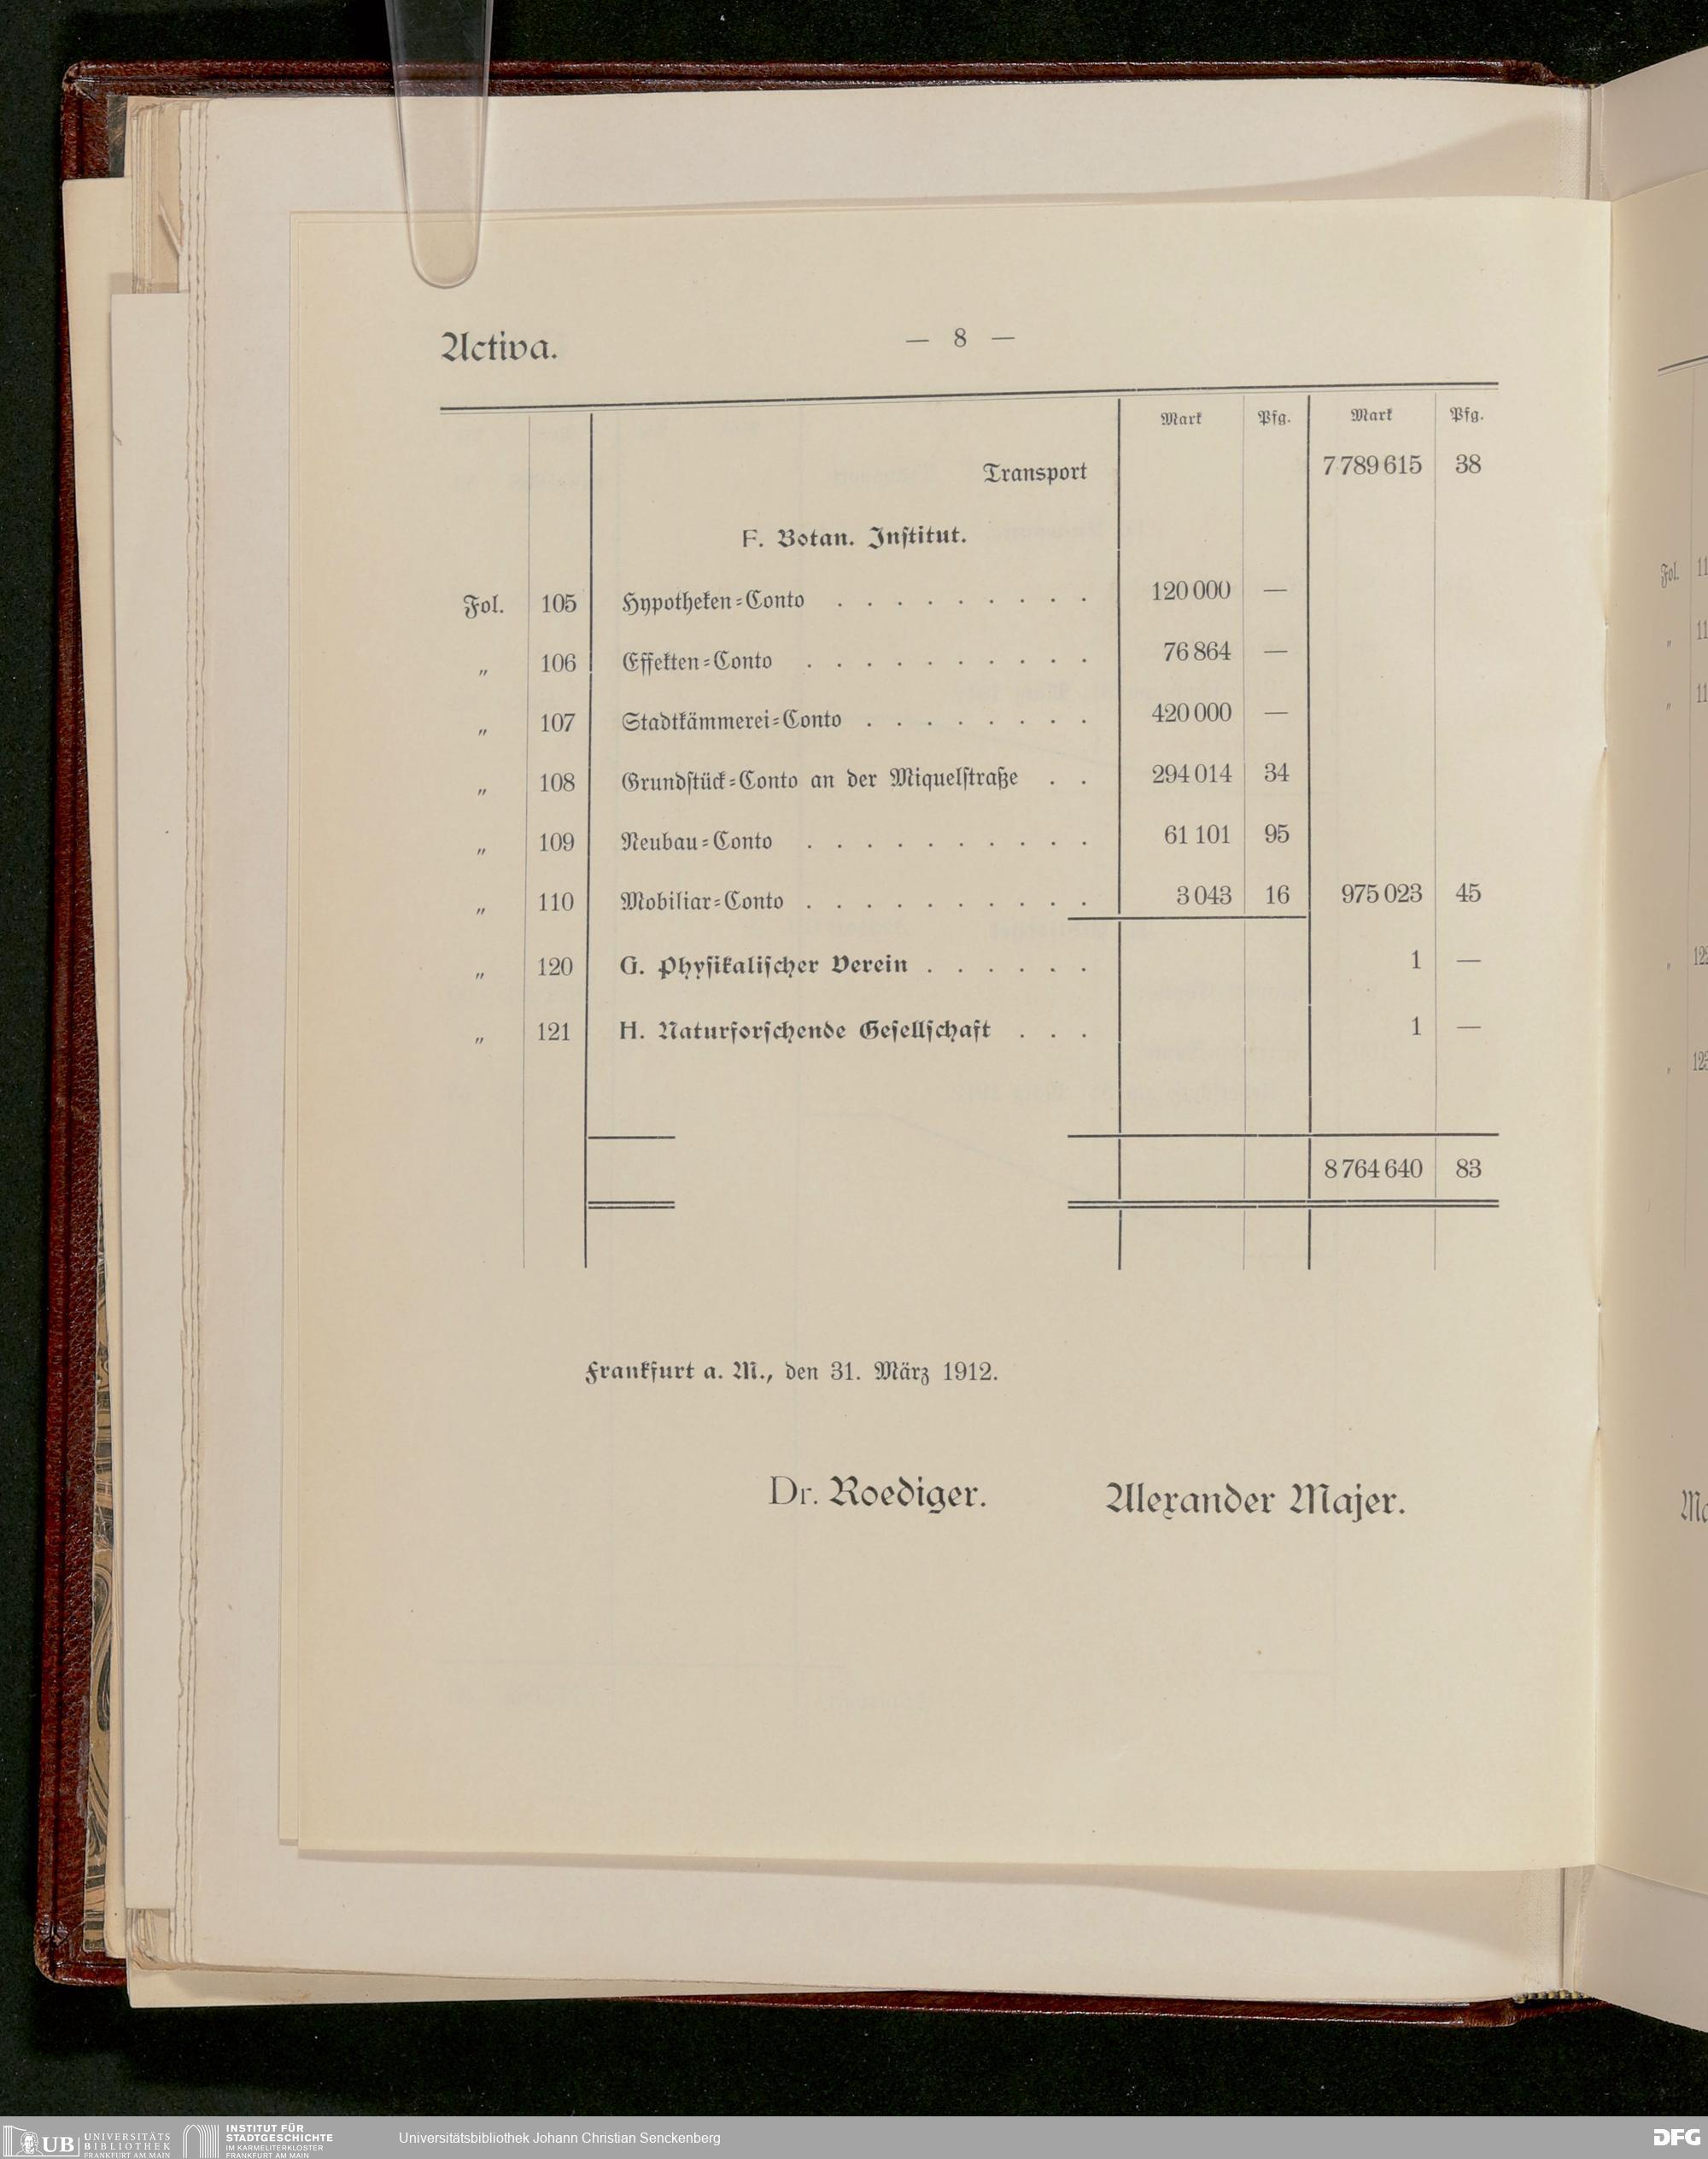 Activa.
— 8 —
Mark Pfg. Mark Pfg.
Transport 7 789 615 38
F. Botan. Institut.
Fol. 105 Hypotheken-Conto . . . . . . . . . 120 000 —
„ 106 Effekten-Conto . . . . . . . . . . 76 864 —
„ 107 Stadtkämmerei-Conto . . . . . . . . 420 000 —
„ 108 Grundstück-Conto an der Miquelstraße . . 294 014 34
„ 109 Neubau-Conto . . . . . . . . . . 61 101 95
„ 110 Mobiliar-Conto . . . . . . . . . . 3 043 16 975 023 45
„ 120 G. Physikalischer Verein . . . . . . 1 —
„ 121 H. Naturforschende Gesellschaft . . . 1 —
8 764 640 83
Frankfurt a. M., den 31. März 1912.
Dr. Roediger. Alexander Majer.
Fol.
UB UNIVERSITÄTS
BIBLIOTHEK
FRANKFURT AM MAIN
INSTITUT FÜR
STADTGESCHICHTE
IM KARMELITERKLOSTER
FRANKFURT AM MAIN
Universitätsbibliothek Johann Christian Senckenberg
DFG